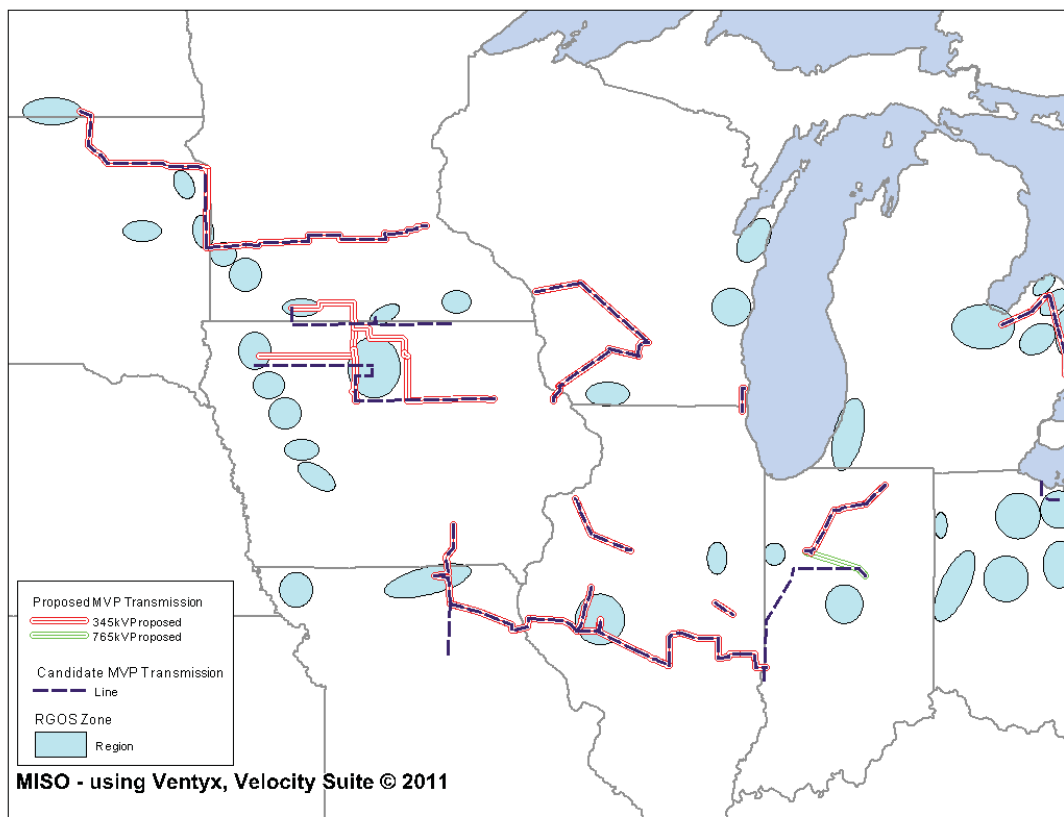 Proposed MVP Transmission
345kVProposed
765kVProposed
Candidate MVP Transmission
Line
RGOS Zone
Region
MISO - using Ventyx, Velocity Suite © 2011